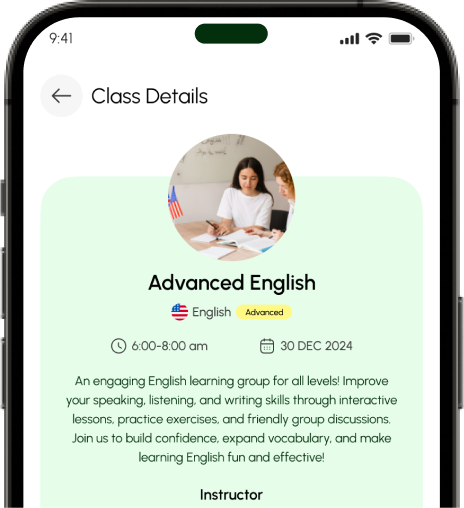 9:41
Class Details
Advanced English
English Advanced
6:00-8:00 am 30 DEC 2024
An engaging English learning group for all levels! Improve
your speaking, listening, and writing skills through interactive
lessons, practice exercises, and friendly group discussions.
Join us to build confidence, expand vocabulary, and make
learning English fun and effective!
Instructor